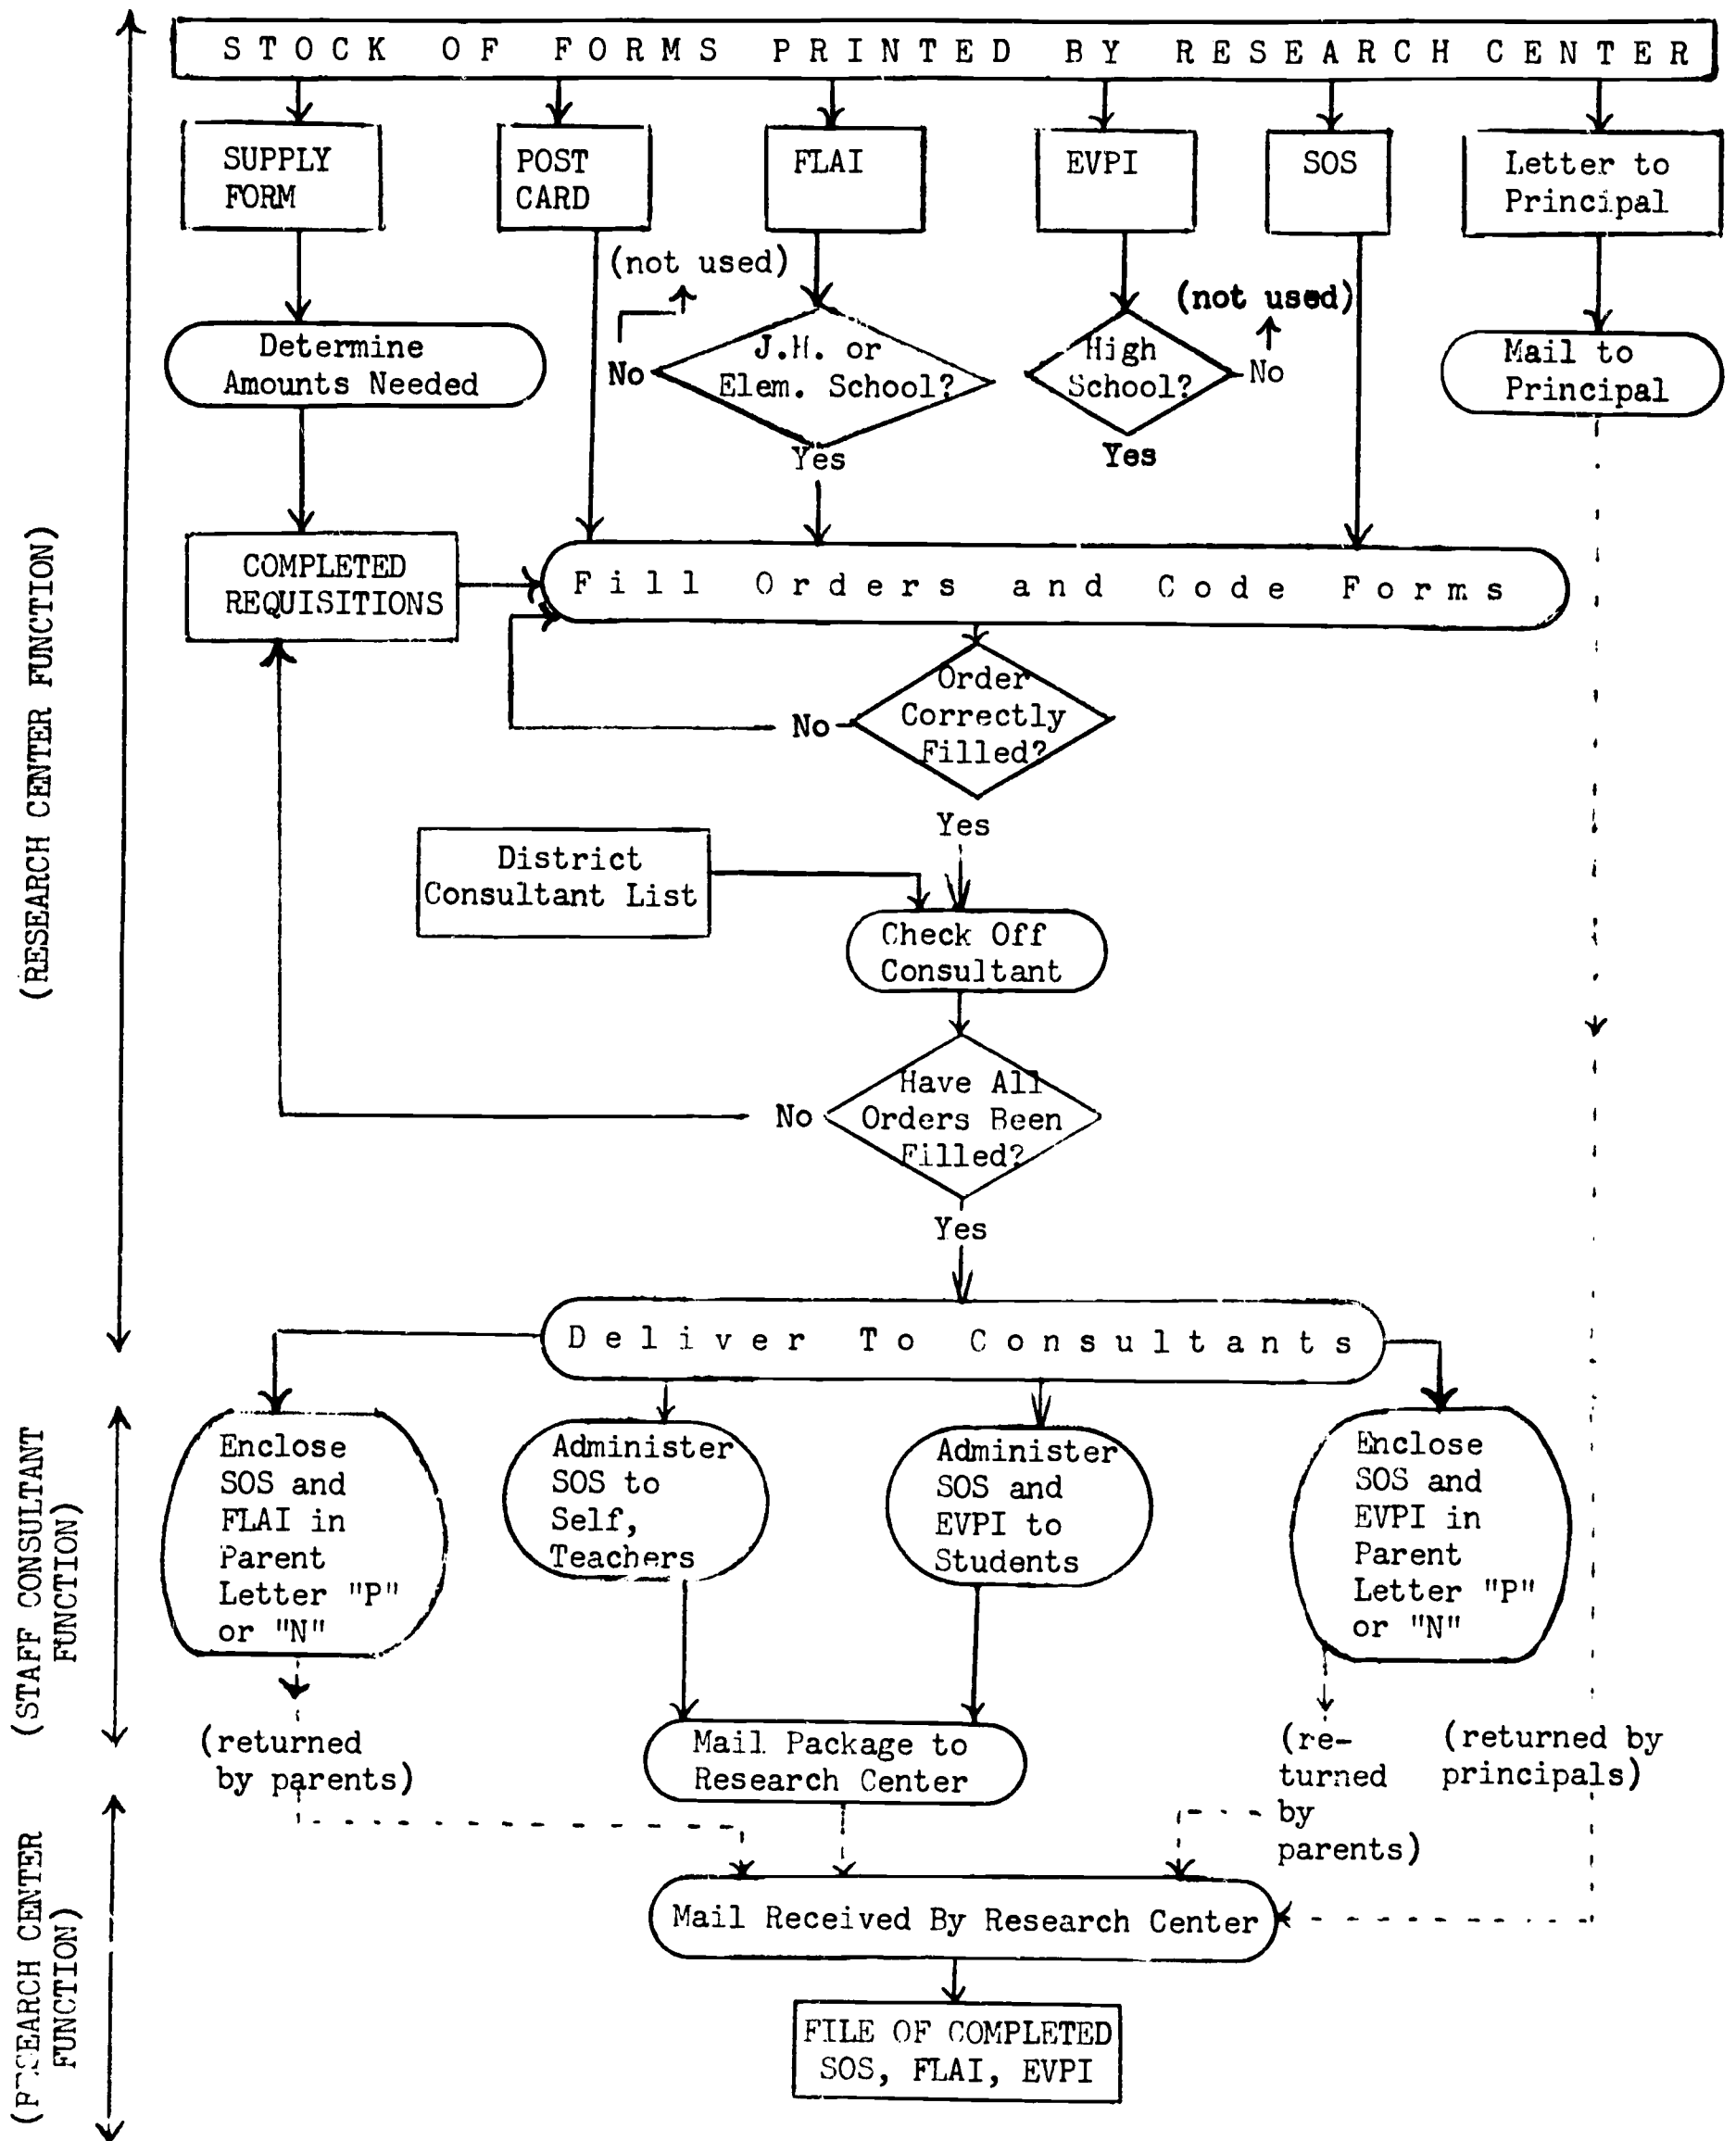 STOCK OF FORMS PRINTED BY RESEARCH CENTER
SUPPLY
FORM
POST
CARD
FLAI
EVPI
SOS
Letter to
Principal
(not used)
(not used)
Determine
Amounts Needed
No
J.H. or
Elem. School?
Yes
High
School?
No
Yes
Mail to
Principal
(RESEARCH CENTER FUNCTION)
COMPLETED
REQUISITIONS
Fill Orders and Code Forms
Order
Correctly
Filled?
No
Yes
District
Consultant List
Check Off
Consultant
Have All
Orders Been
Filled?
No
Yes
Deliver To Consultants
(STAFF CONSULTANT
FUNCTION)
Enclose
SOS and
FLAI in
Parent
Letter "P"
or "N"
Administer
SOS to
Self,
Teachers
Administer
SOS and
EVPI to
Students
Enclose
SOS and
EVPI in
Parent
Letter "P"
or "N"
(returned
by parents)
Mail Package to
Research Center
(re-
turned
by
parents)
(returned by
principals)
(RESEARCH CENTER
FUNCTION)
Mail Received By Research Center
FILE OF COMPLETED
SOS, FLAI, EVPI